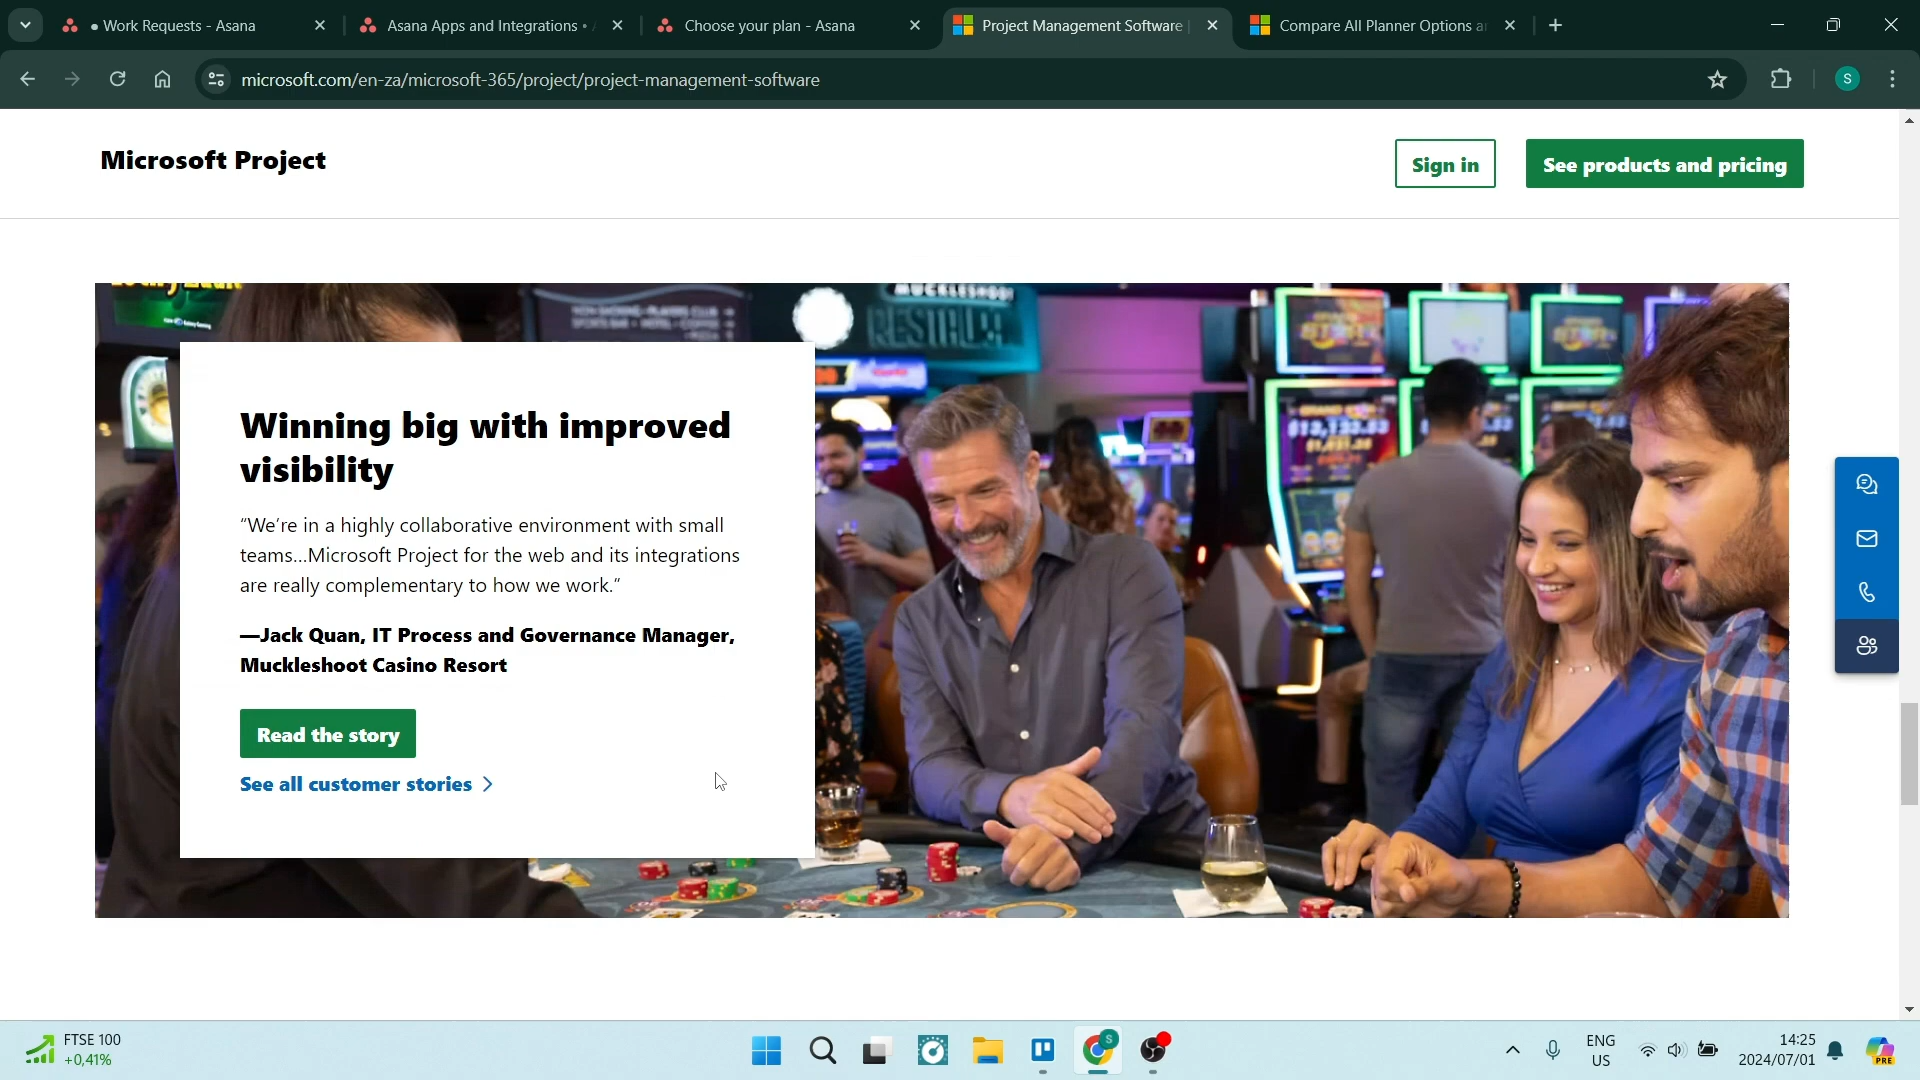 Work Requests - Asana
Asana Apps and Integrations •
Choose your plan - Asana
Project Management Software
Compare All Planner Options a
microsoft.com/en-za/microsoft-365/project/project-management-software
S
Microsoft Project
Sign in
See products and pricing
MUCKLESHOOT
Winning big with improved
visibility
“We’re in a highly collaborative environment with small
teams...Microsoft Project for the web and its integrations
are really complementary to how we work.”
—Jack Quan, IT Process and Governance Manager,
Muckleshoot Casino Resort
Read the story
See all customer stories
FTSE 100
+0,41%
S
ENG
US
14:25
2024/07/01
PRE